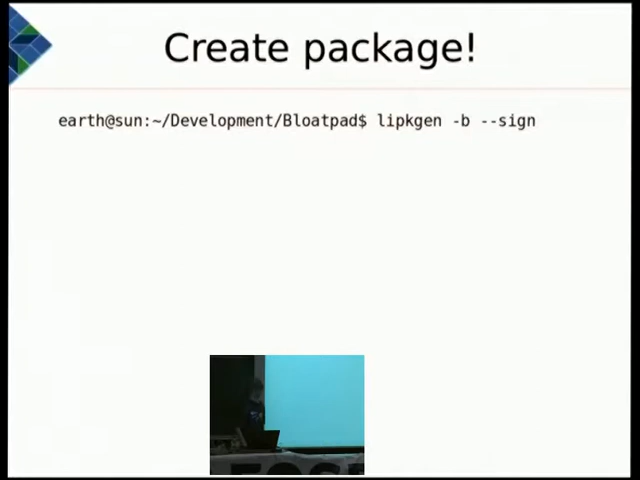 Create package!
earth@sun:~/Development/Bloatpad$ lipkgen -b --sign